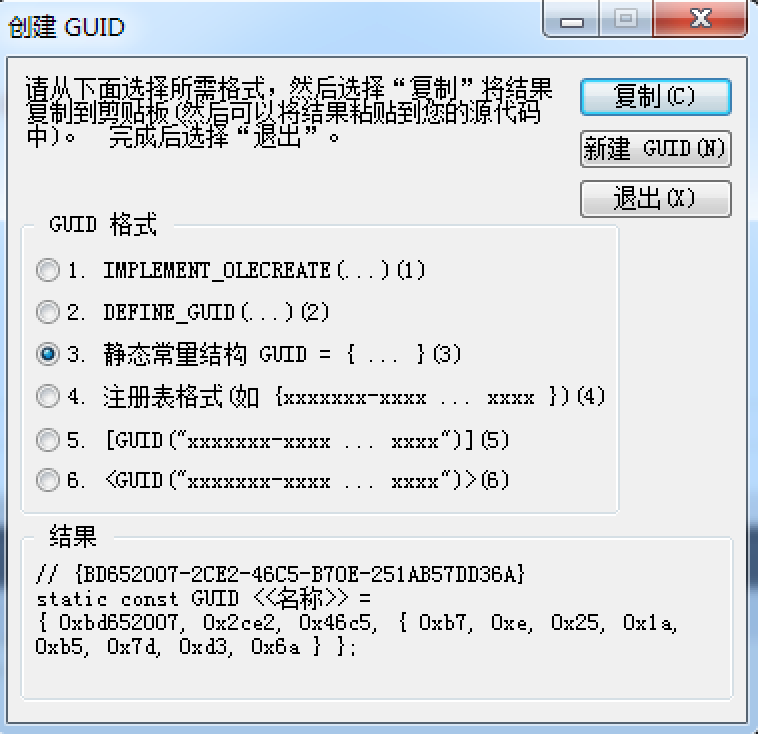 创建 GUID
请从下面选择所需格式，然后选择“复制”将结果
复制到剪贴板(然后可以将结果粘贴到您的源代码
中)。 完成后选择“退出”。
复制(C)
新建 GUID(N)
退出(X)
GUID 格式
1. IMPLEMENT_OLECREATE(...)(1)
2. DEFINE_GUID(...)(2)
3. 静态常量结构 GUID = { ... }(3)
4. 注册表格式(如 {xxxxxxx-xxxx ... xxxx })(4)
5. [GUID("xxxxxxx-xxxx ... xxxx")](5)
6. <GUID("xxxxxxx-xxxx ... xxxx")>(6)
结果
// {BD652007-2CE2-46C5-B70E-251AB57DD36A}
static const GUID <<名称>> =
{ 0xbd652007, 0x2ce2, 0x46c5, { 0xb7, 0xe, 0x25, 0x1a,
0xb5, 0x7d, 0xd3, 0x6a } };